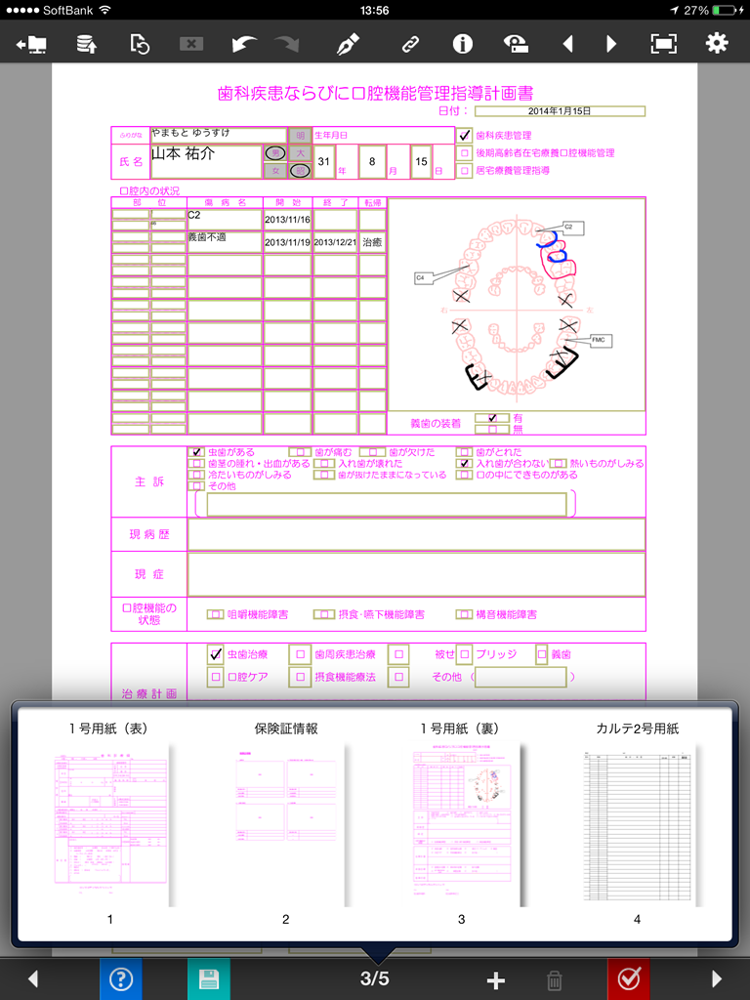 SoftBank 13:56 27%
歯科疾患ならびに口腔機能管理指導計画書
日付： 2014年1月15日
ふりがな やまもと ゆうすけ 明 生年月日
氏 名 山本 祐介 男 女 大 昭 31 年 8 月 15 日
歯科疾患管理
後期高齢者在宅療養口腔機能管理
居宅療養管理指導
口腔内の状況
部 位 傷 病 名 開 始 終 了 転帰
C2 2013/11/16
義歯不適 2013/11/19 2013/12/21 治癒
C2
C4
右 左
FMC
義歯の装着 有
無
主 訴
虫歯がある 歯が痛む 歯が欠けた 歯がとれた
歯茎の腫れ・出血がある 入れ歯が壊れた 入れ歯が合わない 熱いものがしみる
冷たいものがしみる 歯が抜けたままになっている 口の中にできものがある
その他
現 病 歴
現 症
口腔機能の
状態
咀嚼機能障害 摂食・嚥下機能障害 構音機能障害
治 療 計 画
虫歯治療 歯周疾患治療 被せ ブリッジ 義歯
口腔ケア 摂食機能療法 その他（ ）
１号用紙（表） 保険証情報 １号用紙（裏） カルテ2号用紙
1 2 3 4
3/5